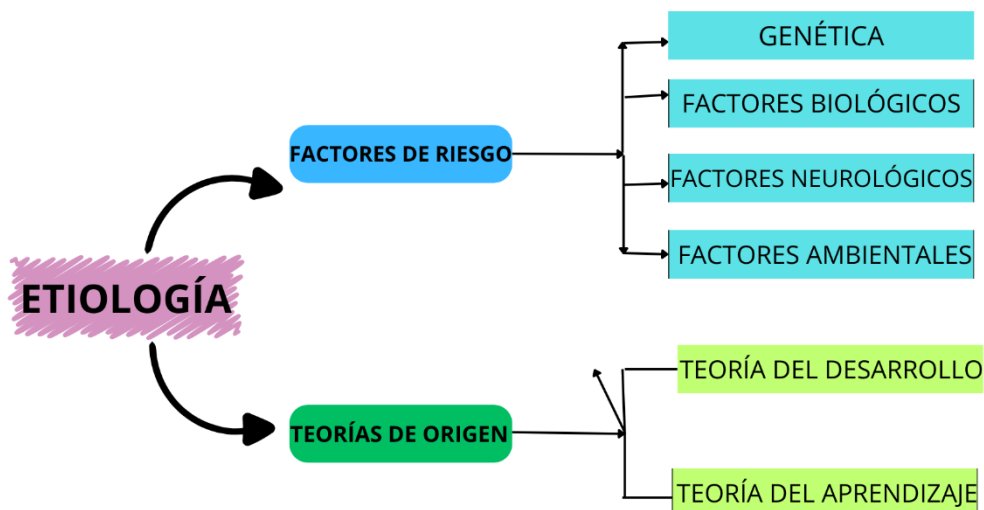 ETIOLOGÍA
FACTORES DE RIESGO
GENÉTICA
FACTORES BIOLÓGICOS
FACTORES NEUROLÓGICOS
FACTORES AMBIENTALES
TEORÍAS DE ORIGEN
TEORÍA DEL DESARROLLO
TEORÍA DEL APRENDIZAJE